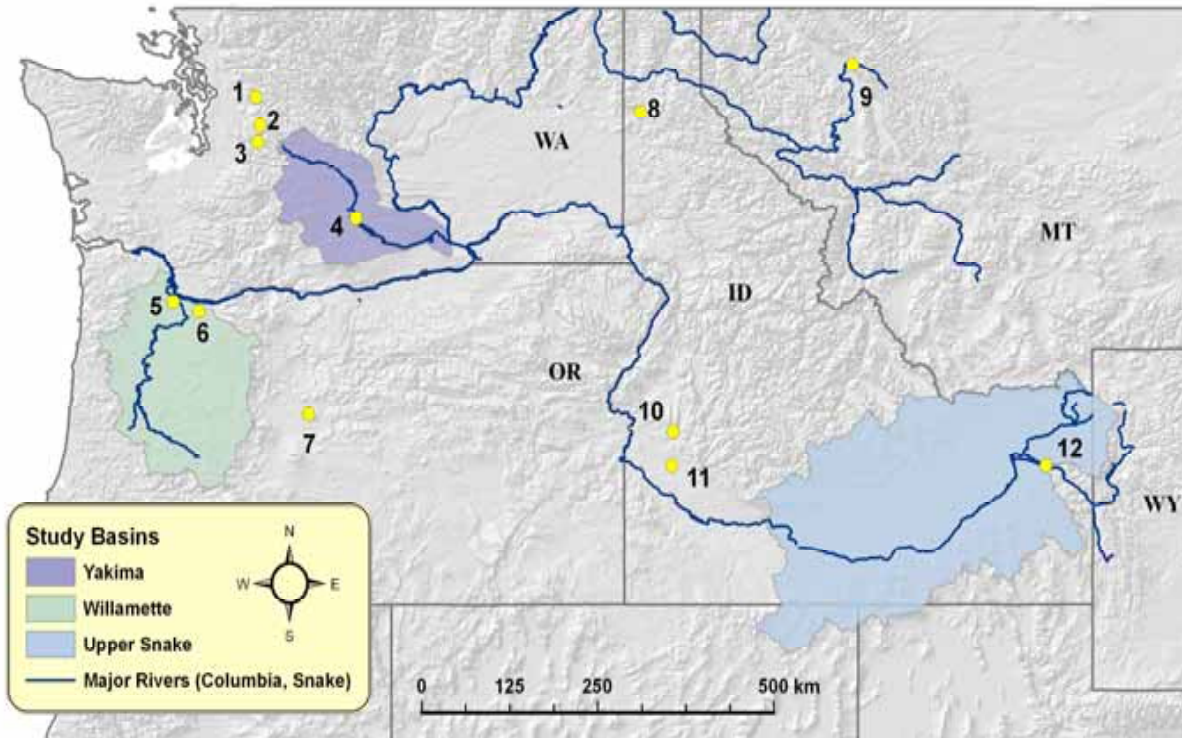 1
2
3
4
5
6
7
8
9
10
11
12
WA
OR
ID
MT
WY
Study Basins
Yakima
Willamette
Upper Snake
Major Rivers (Columbia, Snake)
N
W E
S
0 125 250 500 km